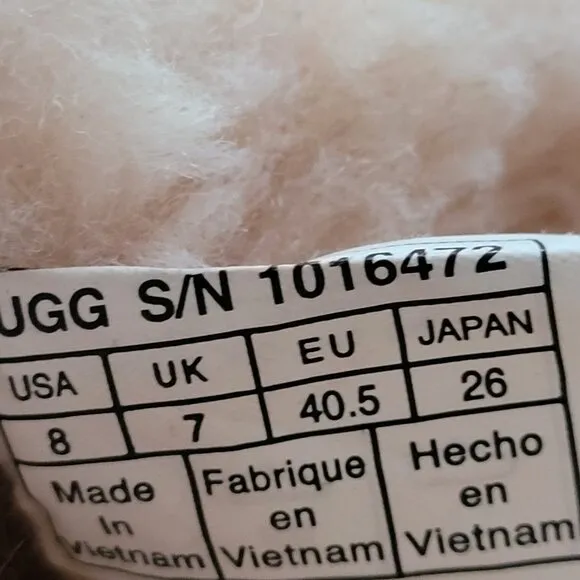 UGG S/N 1016472
USA UK EU JAPAN
8 7 40.5 26
Made Fabrique Hecho
In en en
Vietnam Vietnam Vietnam